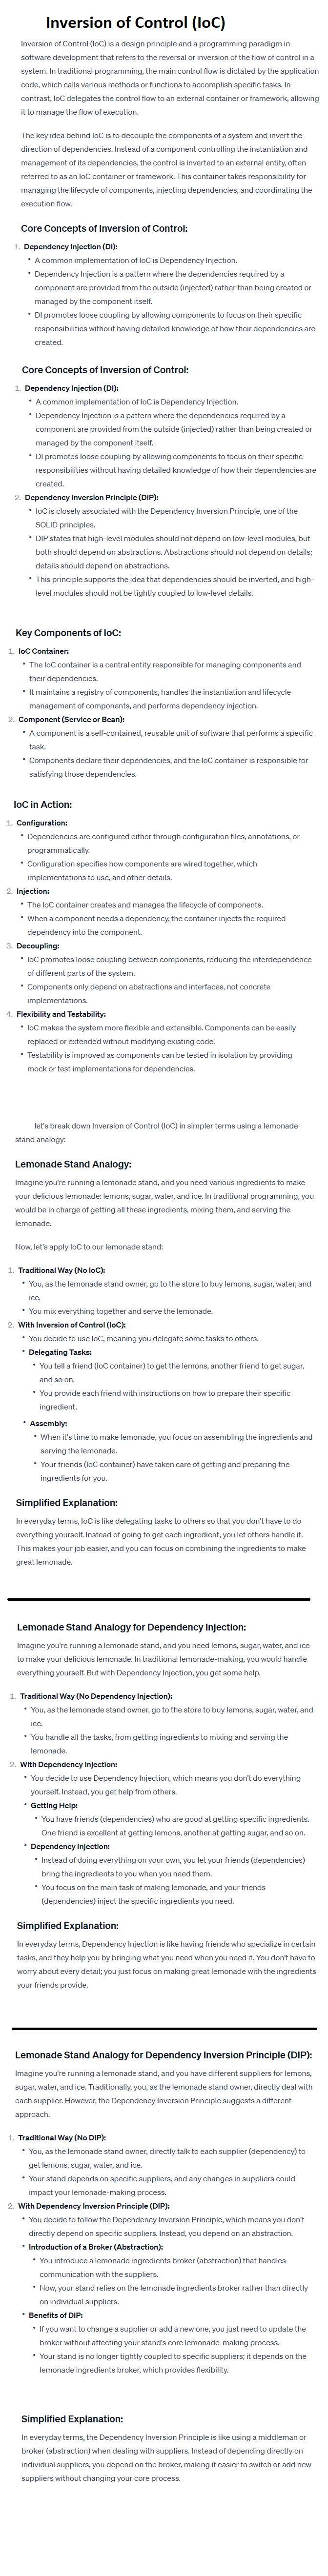 Inversion of Control (IoC)
Inversion of Control (IoC) is a design principle and a programming paradigm in
software development that refers to the reversal or inversion of the flow of control in a
system. In traditional programming, the main control flow is dictated by the application
code, which calls various methods or functions to accomplish specific tasks. In
contrast, IoC delegates the control flow to an external container or framework, allowing
it to manage the flow of execution.
The key idea behind IoC is to decouple the components of a system and invert the
direction of dependencies. Instead of a component controlling the instantiation and
management of its dependencies, the control is inverted to an external entity, often
referred to as an IoC container or framework. This container takes responsibility for
managing the lifecycle of components, injecting dependencies, and coordinating the
execution flow.
Core Concepts of Inversion of Control:
1. Dependency Injection (DI):
• A common implementation of IoC is Dependency Injection.
• Dependency Injection is a pattern where the dependencies required by a
component are provided from the outside (injected) rather than being created or
managed by the component itself.
• DI promotes loose coupling by allowing components to focus on their specific
responsibilities without having detailed knowledge of how their dependencies are
created.
Core Concepts of Inversion of Control:
1. Dependency Injection (DI):
• A common implementation of IoC is Dependency Injection.
• Dependency Injection is a pattern where the dependencies required by a
component are provided from the outside (injected) rather than being created or
managed by the component itself.
• DI promotes loose coupling by allowing components to focus on their specific
responsibilities without having detailed knowledge of how their dependencies are
created.
2. Dependency Inversion Principle (DIP):
• IoC is closely associated with the Dependency Inversion Principle, one of the
SOLID principles.
• DIP states that high-level modules should not depend on low-level modules, but
both should depend on abstractions. Abstractions should not depend on details;
details should depend on abstractions.
• This principle supports the idea that dependencies should be inverted, and high-
level modules should not be tightly coupled to low-level details.
Key Components of IoC:
1. IoC Container:
• The IoC container is a central entity responsible for managing components and
their dependencies.
• It maintains a registry of components, handles the instantiation and lifecycle
management of components, and performs dependency injection.
2. Component (Service or Bean):
• A component is a self-contained, reusable unit of software that performs a specific
task.
• Components declare their dependencies, and the IoC container is responsible for
satisfying those dependencies.
IoC in Action:
1. Configuration:
• Dependencies are configured either through configuration files, annotations, or
programmatically.
• Configuration specifies how components are wired together, which
implementations to use, and other details.
2. Injection:
• The IoC container creates and manages the lifecycle of components.
• When a component needs a dependency, the container injects the required
dependency into the component.
3. Decoupling:
• IoC promotes loose coupling between components, reducing the interdependence
of different parts of the system.
• Components only depend on abstractions and interfaces, not concrete
implementations.
4. Flexibility and Testability:
• IoC makes the system more flexible and extensible. Components can be easily
replaced or extended without modifying existing code.
• Testability is improved as components can be tested in isolation by providing
mock or test implementations for dependencies.
let's break down Inversion of Control (IoC) in simpler terms using a lemonade
stand analogy:
Lemonade Stand Analogy:
Imagine you're running a lemonade stand, and you need various ingredients to make
your delicious lemonade: lemons, sugar, water, and ice. In traditional programming, you
would be in charge of getting all these ingredients, mixing them, and serving the
lemonade.
Now, let's apply IoC to our lemonade stand:
1. Traditional Way (No IoC):
• You, as the lemonade stand owner, go to the store to buy lemons, sugar, water, and
ice.
• You mix everything together and serve the lemonade.
2. With Inversion of Control (IoC):
• You decide to use IoC, meaning you delegate some tasks to others.
• Delegating Tasks:
• You tell a friend (IoC container) to get the lemons, another friend to get sugar,
and so on.
• You provide each friend with instructions on how to prepare their specific
ingredient.
• Assembly:
• When it's time to make lemonade, you focus on assembling the ingredients and
serving the lemonade.
• Your friends (IoC container) have taken care of getting and preparing the
ingredients for you.
Simplified Explanation:
In everyday terms, IoC is like delegating tasks to others so that you don't have to do
everything yourself. Instead of going to get each ingredient, you let others handle it.
This makes your job easier, and you can focus on combining the ingredients to make
great lemonade.
Lemonade Stand Analogy for Dependency Injection:
Imagine you're running a lemonade stand, and you need lemons, sugar, water, and ice
to make your delicious lemonade. In traditional lemonade-making, you would handle
everything yourself. But with Dependency Injection, you get some help.
1. Traditional Way (No Dependency Injection):
• You, as the lemonade stand owner, go to the store to buy lemons, sugar, water, and
ice.
• You handle all the tasks, from getting ingredients to mixing and serving the
lemonade.
2. With Dependency Injection:
• You decide to use Dependency Injection, which means you don't do everything
yourself. Instead, you get help from others.
• Getting Help:
• You have friends (dependencies) who are good at getting specific ingredients.
One friend is excellent at getting lemons, another at getting sugar, and so on.
• Dependency Injection:
• Instead of doing everything on your own, you let your friends (dependencies)
bring the ingredients to you when you need them.
• You focus on the main task of making lemonade, and your friends
(dependencies) inject the specific ingredients you need.
Simplified Explanation:
In everyday terms, Dependency Injection is like having friends who specialize in certain
tasks, and they help you by bringing what you need when you need it. You don't have to
worry about every detail; you just focus on making great lemonade with the ingredients
your friends provide.
Lemonade Stand Analogy for Dependency Inversion Principle (DIP):
Imagine you're running a lemonade stand, and you have different suppliers for lemons,
sugar, water, and ice. Traditionally, you, as the lemonade stand owner, directly deal with
each supplier. However, the Dependency Inversion Principle suggests a different
approach.
1. Traditional Way (No DIP):
• You, as the lemonade stand owner, directly talk to each supplier (dependency) to
get lemons, sugar, water, and ice.
• Your stand depends on specific suppliers, and any changes in suppliers could
impact your lemonade-making process.
2. With Dependency Inversion Principle (DIP):
• You decide to follow the Dependency Inversion Principle, which means you don't
directly depend on specific suppliers. Instead, you depend on an abstraction.
• Introduction of a Broker (Abstraction):
• You introduce a lemonade ingredients broker (abstraction) that handles
communication with the suppliers.
• Now, your stand relies on the lemonade ingredients broker rather than directly
on individual suppliers.
• Benefits of DIP:
• If you want to change a supplier or add a new one, you just need to update the
broker without affecting your stand's core lemonade-making process.
• Your stand is no longer tightly coupled to specific suppliers; it depends on the
lemonade ingredients broker, which provides flexibility.
Simplified Explanation:
In everyday terms, the Dependency Inversion Principle is like using a middleman or
broker (abstraction) when dealing with suppliers. Instead of depending directly on
individual suppliers, you depend on the broker, making it easier to switch or add new
suppliers without changing your core process.